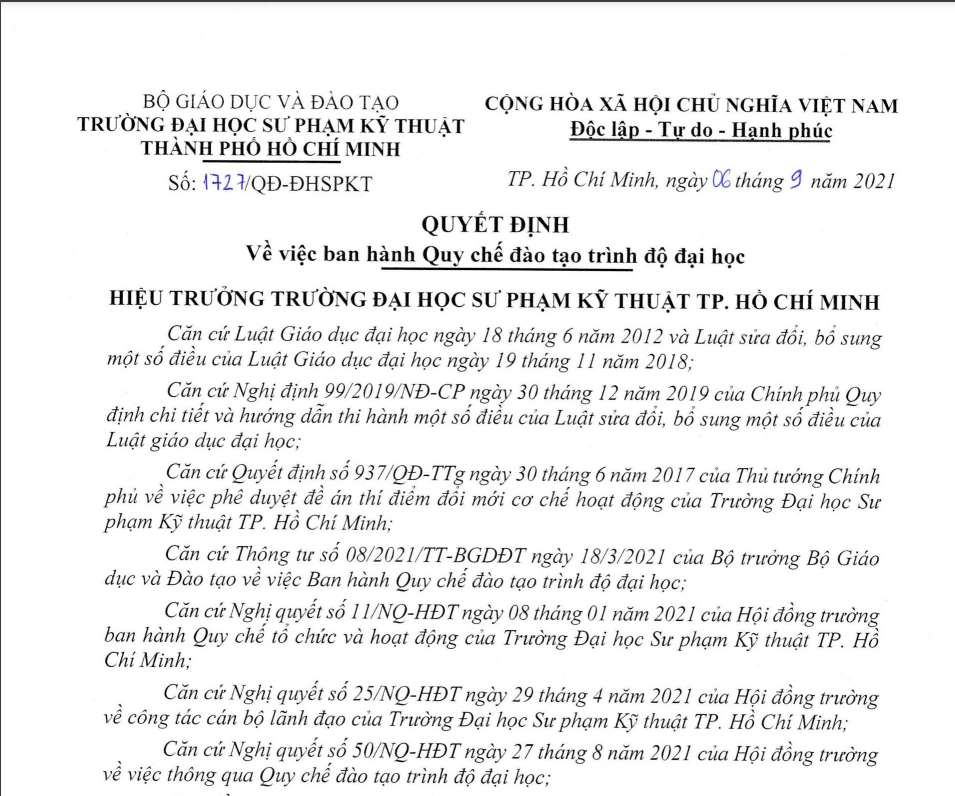 BỘ GIÁO DỤC VÀ ĐÀO TẠO
TRƯỜNG ĐẠI HỌC SƯ PHẠM KỸ THUẬT
THÀNH PHỐ HỒ CHÍ MINH
Số: 1727/QĐ-ĐHSPKT
CỘNG HÒA XÃ HỘI CHỦ NGHĨA VIỆT NAM
Độc lập - Tự do - Hạnh phúc
TP. Hồ Chí Minh, ngày 06 tháng 9 năm 2021
QUYẾT ĐỊNH
Về việc ban hành Quy chế đào tạo trình độ đại học
HIỆU TRƯỞNG TRƯỜNG ĐẠI HỌC SƯ PHẠM KỸ THUẬT TP. HỒ CHÍ MINH
Căn cứ Luật Giáo dục đại học ngày 18 tháng 6 năm 2012 và Luật sửa đổi, bổ sung
một số điều của Luật Giáo dục đại học ngày 19 tháng 11 năm 2018;
Căn cứ Nghị định 99/2019/NĐ-CP ngày 30 tháng 12 năm 2019 của Chính phủ Quy
định chi tiết và hướng dẫn thi hành một số điều của Luật sửa đổi, bổ sung một số điều của
Luật giáo dục đại học;
Căn cứ Quyết định số 937/QĐ-TTg ngày 30 tháng 6 năm 2017 của Thủ tướng Chính
phủ về việc phê duyệt đề án thí điểm đổi mới cơ chế hoạt động của Trường Đại học Sư
phạm Kỹ thuật TP. Hồ Chí Minh;
Căn cứ Thông tư số 08/2021/TT-BGDĐT ngày 18/3/2021 của Bộ trưởng Bộ Giáo
dục và Đào tạo về việc Ban hành Quy chế đào tạo trình độ đại học;
Căn cứ Nghị quyết số 11/NQ-HĐT ngày 08 tháng 01 năm 2021 của Hội đồng trường
ban hành Quy chế tổ chức và hoạt động của Trường Đại học Sư phạm Kỹ thuật TP. Hồ
Chí Minh;
Căn cứ Nghị quyết số 25/NQ-HĐT ngày 29 tháng 4 năm 2021 của Hội đồng trường
về công tác cán bộ lãnh đạo của Trường Đại học Sư phạm Kỹ thuật TP. Hồ Chí Minh;
Căn cứ Nghị quyết số 50/NQ-HĐT ngày 27 tháng 8 năm 2021 của Hội đồng trường
về việc thông qua Quy chế đào tạo trình độ đại học;